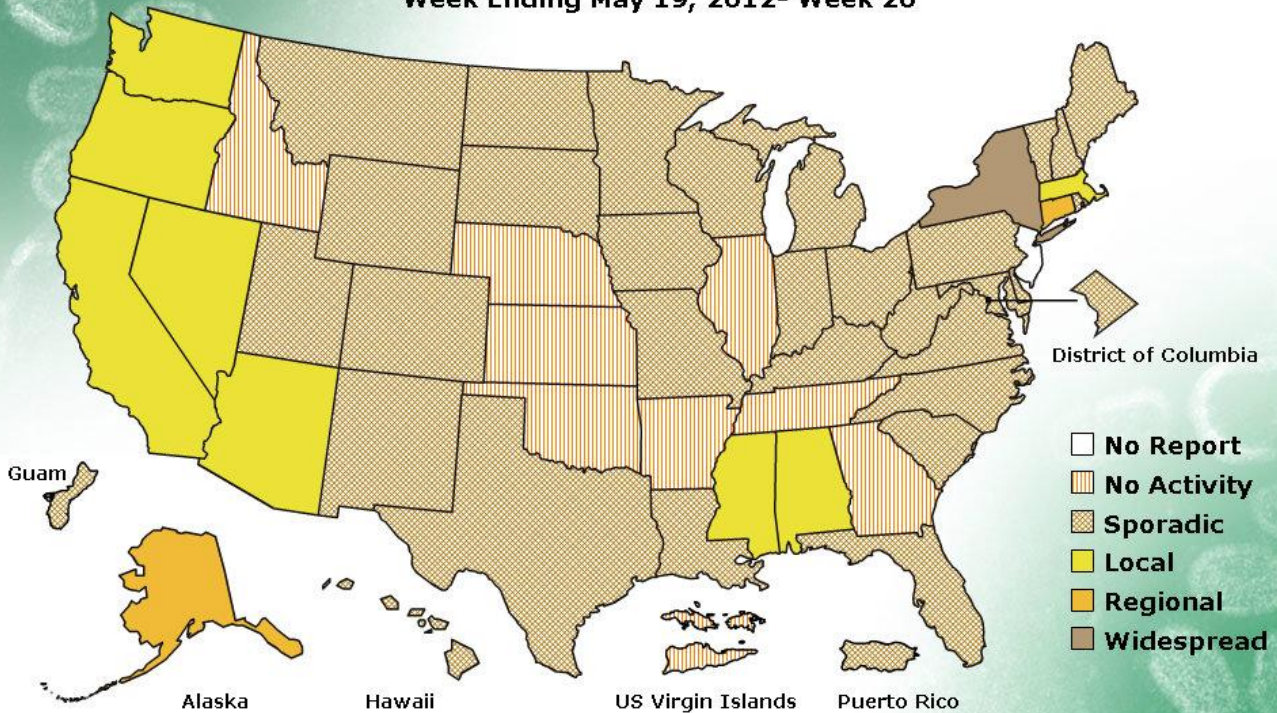 Week Ending May 19, 2012- Week 20
District of Columbia
No Report
No Activity
Guam
Sporadic
Local
Regional
Widespread
Alaska
Hawaii
US Virgin Islands
Puerto Rico